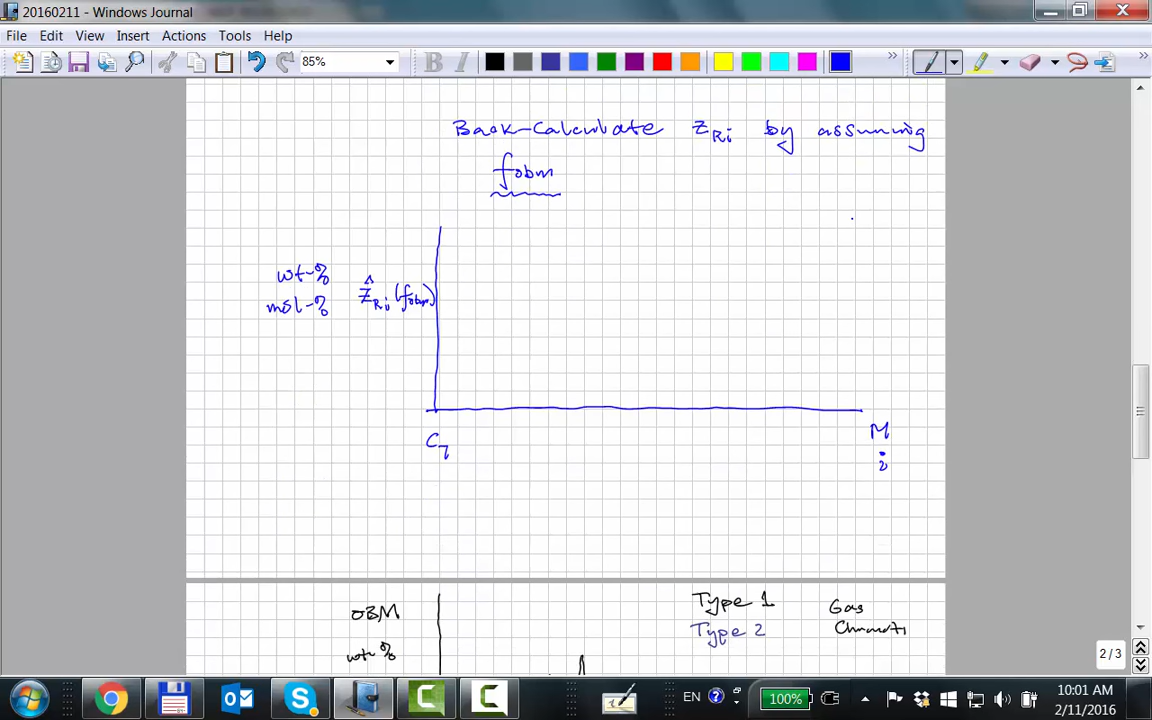 20160211 - Windows Journal
File Edit View Insert Actions Tools Help
85% B I
Back-Calculate zRi by assuming
fobm
wt-%
mol-% ẑRi (fobm)
C7 M
i
OBM Type 1 Gas
Type 2 Chromat
wt-%
2 / 3
EN 100% 10:01 AM
2/11/2016